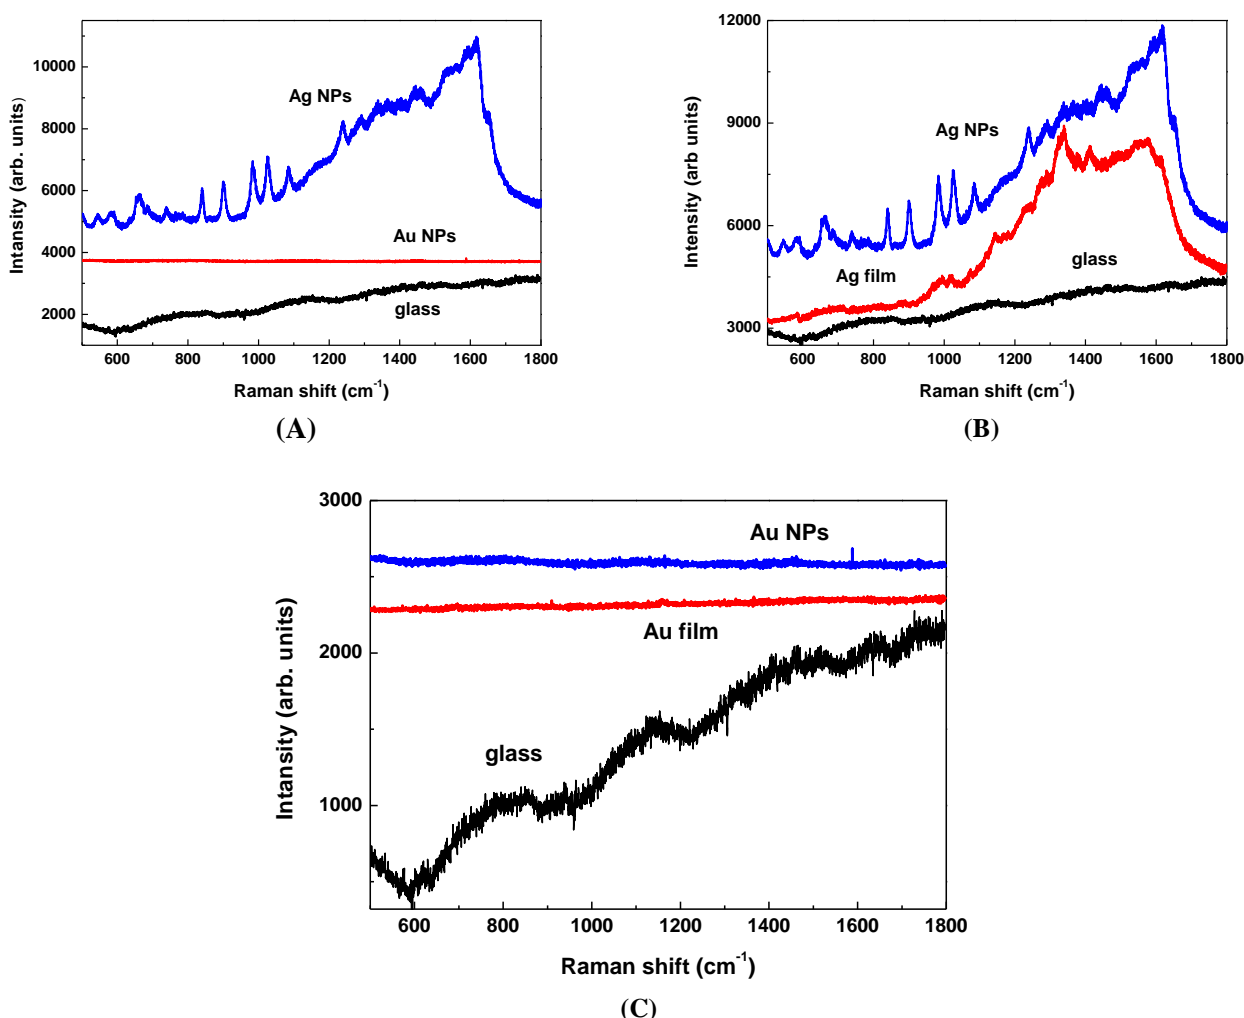 10000
8000
6000
4000
2000
Intansity (arb. units)
Ag NPs
Au NPs
glass
600 800 1000 1200 1400 1600 1800
Raman shift (cm⁻¹)
(A)
12000
9000
6000
3000
Intensity (arb units)
Ag NPs
Ag film
glass
600 800 1000 1200 1400 1600 1800
Raman shift (cm⁻¹)
(B)
3000
2000
1000
Intansity (arb. units)
Au NPs
Au film
glass
600 800 1000 1200 1400 1600 1800
Raman shift (cm⁻¹)
(C)